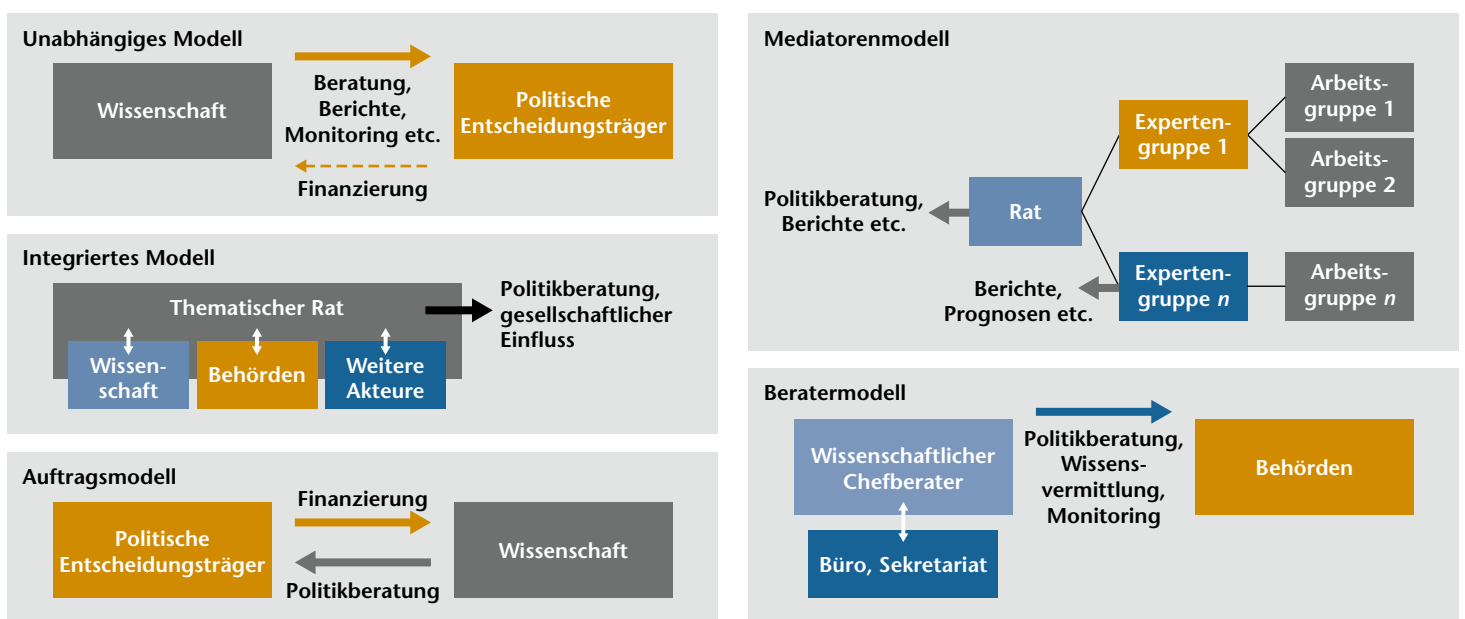 Unabhängiges Modell
Wissenschaft
Beratung,
Berichte,
Monitoring etc.
Finanzierung
Politische
Entscheidungsträger
Integriertes Modell
Thematischer Rat
Wissen-
schaft
Behörden
Weitere
Akteure
Politikberatung,
gesellschaftlicher
Einfluss
Auftragsmodell
Politische
Entscheidungsträger
Finanzierung
Politikberatung
Wissenschaft
Mediatorenmodell
Politikberatung,
Berichte etc.
Rat
Experten-
gruppe 1
Arbeits-
gruppe 1
Arbeits-
gruppe 2
Berichte,
Prognosen etc.
Experten-
gruppe n
Arbeits-
gruppe n
Beratermodell
Wissenschaftlicher
Chefberater
Büro, Sekretariat
Politikberatung,
Wissens-
vermittlung,
Monitoring
Behörden